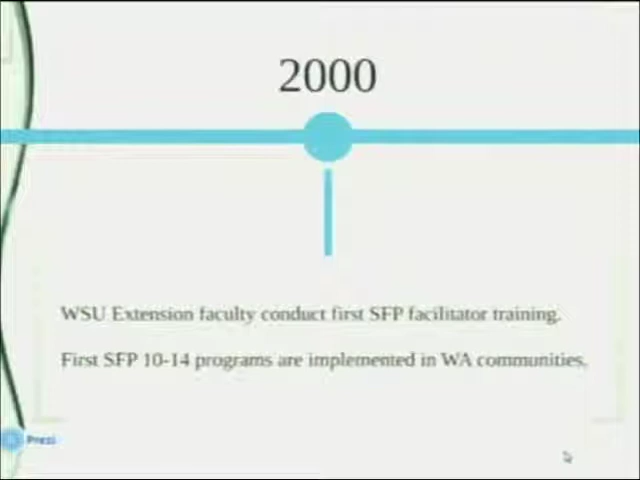 2000
WSU Extension faculty conduct first SFP facilitator training.
First SFP 10-14 programs are implemented in WA communities.
Prezi